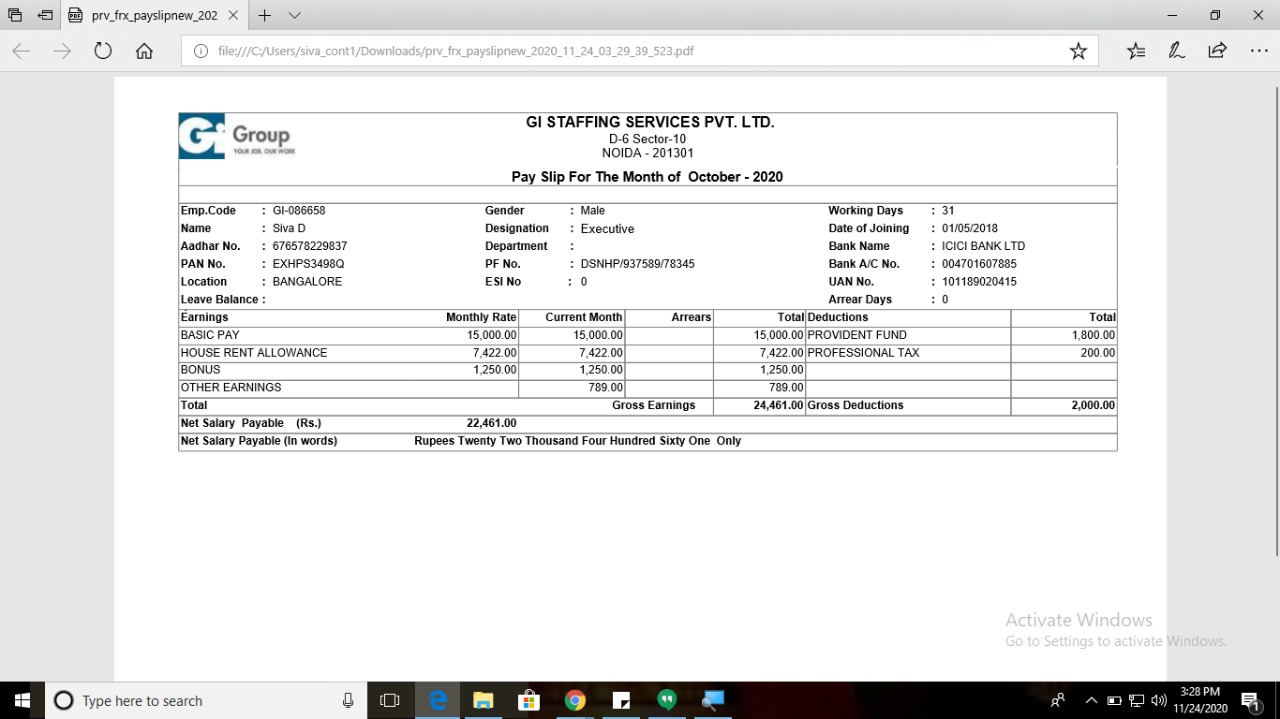 prv_frx_payslipnew_202
file:///C:/Users/siva_cont1/Downloads/prv_frx_payslipnew_2020_11_24_03_29_39_523.pdf
Gi Group
YOUR JOB, OUR WORK
GI STAFFING SERVICES PVT. LTD.
D-6 Sector-10
NOIDA - 201301
Pay Slip For The Month of October - 2020
Emp.Code : GI-086658 Gender : Male Working Days : 31
Name : Siva D Designation : Executive Date of Joining : 01/05/2018
Aadhar No. : 676578229837 Department : Bank Name : ICICI BANK LTD
PAN No. : EXHPS3498Q PF No. : DSNHP/937589/78345 Bank A/C No. : 004701607885
Location : BANGALORE ESI No : 0 UAN No. : 101189020415
Leave Balance : Arrear Days : 0
Earnings Monthly Rate Current Month Arrears Total Deductions Total
BASIC PAY 15,000.00 15,000.00 15,000.00 PROVIDENT FUND 1,800.00
HOUSE RENT ALLOWANCE 7,422.00 7,422.00 7,422.00 PROFESSIONAL TAX 200.00
BONUS 1,250.00 1,250.00 1,250.00
OTHER EARNINGS 789.00 789.00
Total Gross Earnings 24,461.00 Gross Deductions 2,000.00
Net Salary Payable (Rs.) 22,461.00
Net Salary Payable (In words) Rupees Twenty Two Thousand Four Hundred Sixty One Only
Activate Windows
Go to Settings to activate Windows.
Type here to search
3:28 PM
11/24/2020
1